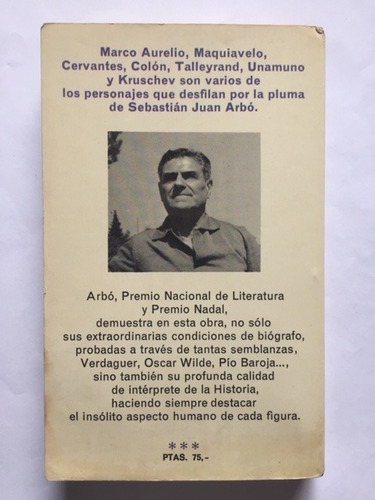 Marco Aurelio, Maquiavelo,
Cervantes, Colón, Talleyrand, Unamuno
y Kruschev son varios de
los personajes que desfilan por la pluma
de Sebastián Juan Arbó.
Arbó, Premio Nacional de Literatura
y Premio Nadal,
demuestra en esta obra, no sólo
sus extraordinarias condiciones de biógrafo,
probadas a través de tantas semblanzas,
Verdaguer, Oscar Wilde, Pío Baroja...,
sino también su profunda calidad
de intérprete de la Historia,
haciendo siempre destacar
el insólito aspecto humano de cada figura.
***
PTAS. 75,-